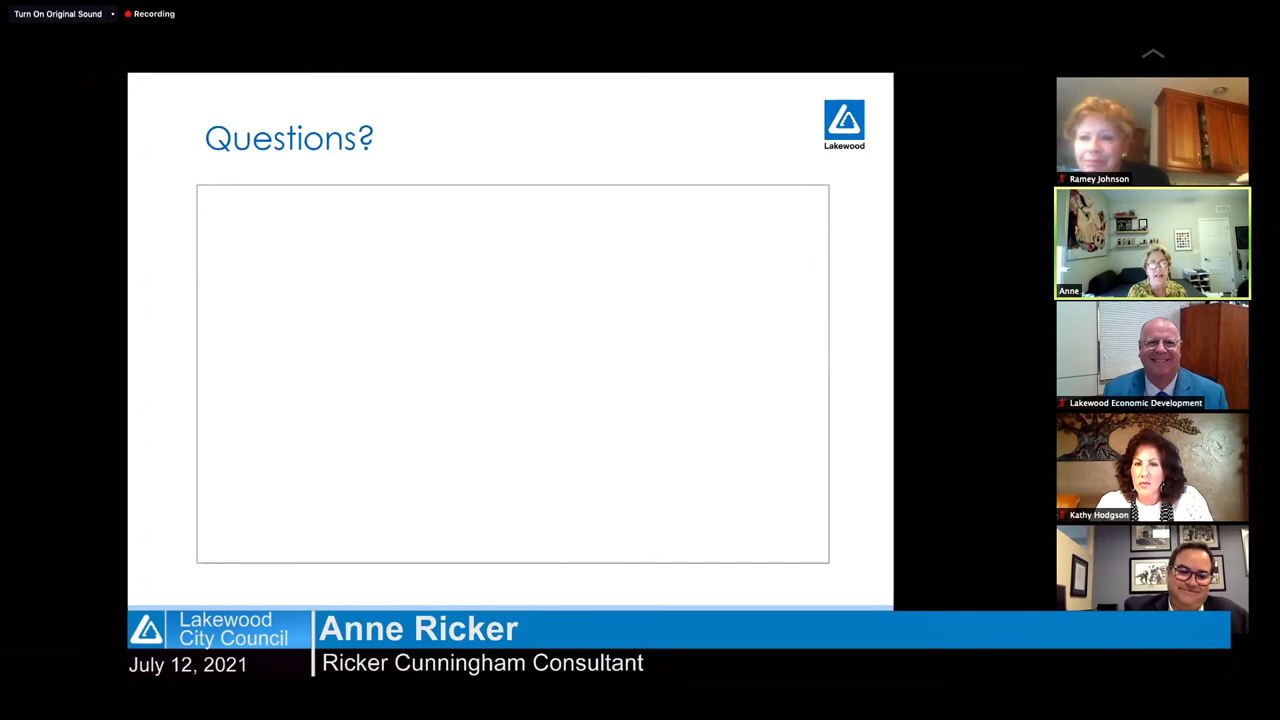 Turn On Original Sound
Recording
Questions?
Lakewood
Ramey Johnson
Anne
Lakewood Economic Development
Kathy Hodgson
Lakewood
City Council
Anne Ricker
July 12, 2021
Ricker Cunningham Consultant